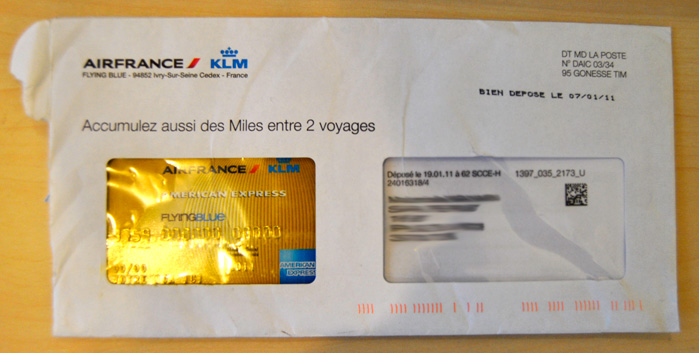 AIRFRANCE KLM
FLYING BLUE - 94852 Ivry-Sur-Seine Cedex - France
DT MD LA POSTE
N° DAIC 03/34
95 GONESSE TIM
BIEN DEPOSE LE 07/01/11
Accumulez aussi des Miles entre 2 voyages
AIRFRANCE KLM
AMERICAN EXPRESS
FLYINGBLUE
AMERICAN
EXPRESS
Déposé le 19.01.11 à 62 SCCE-H 1397_035_2173_U
24016318/4